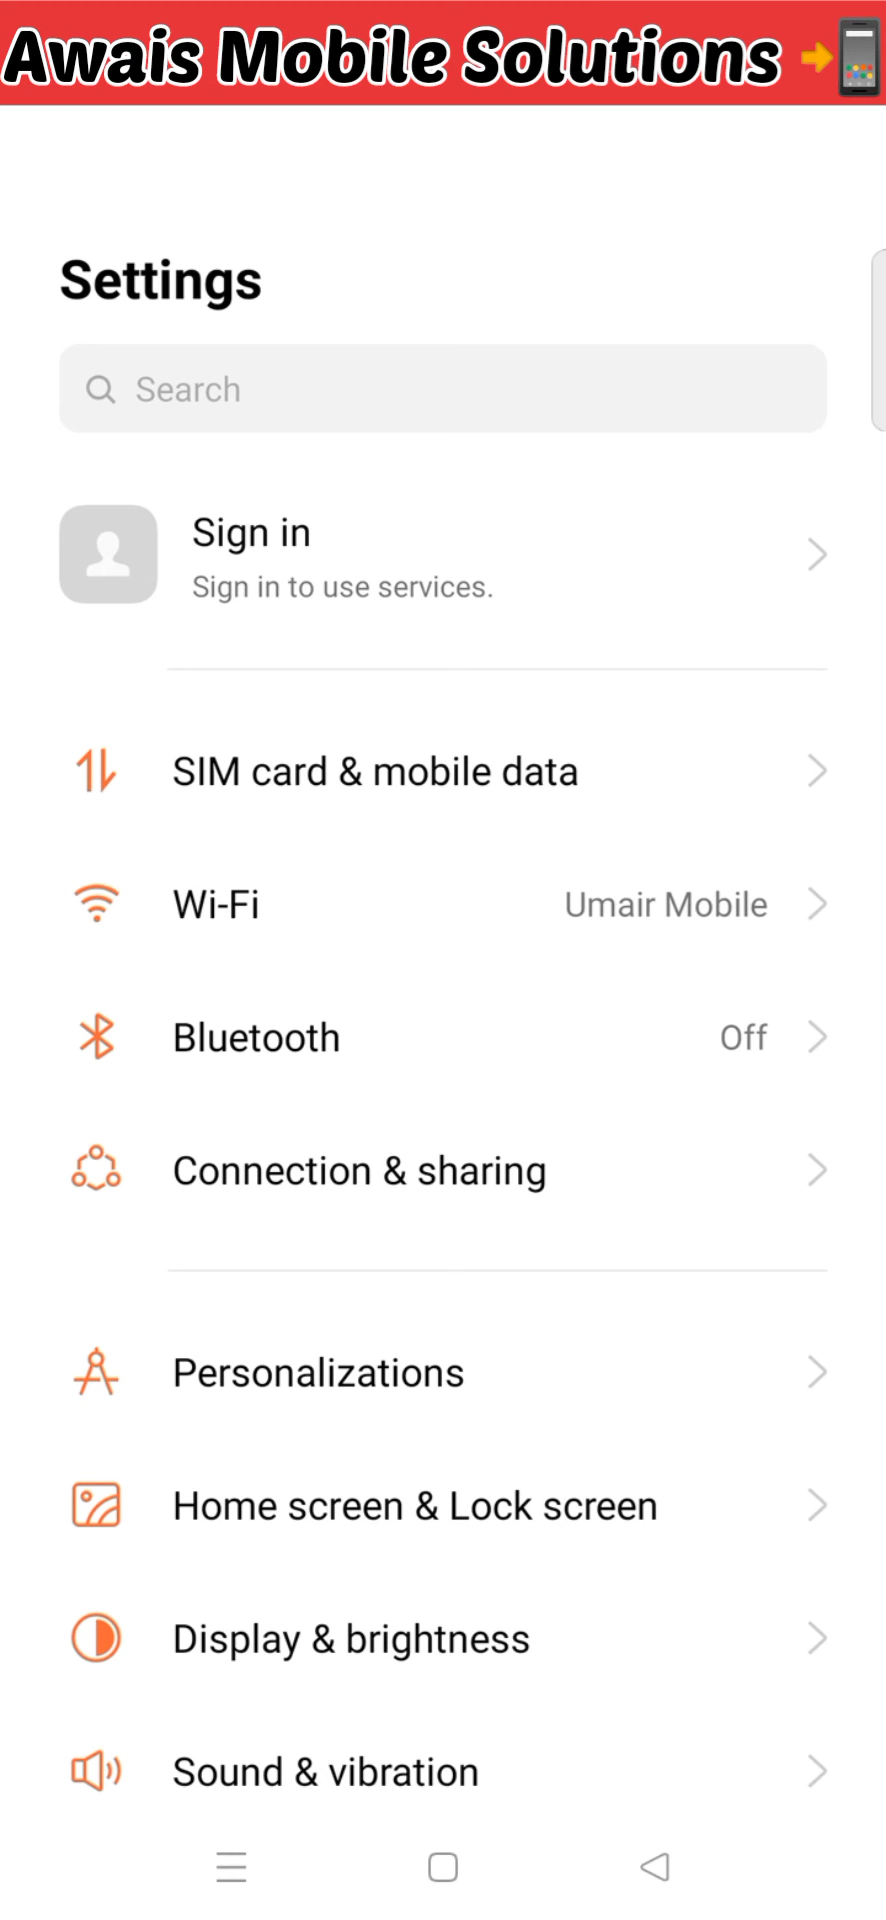 Awais Mobile Solutions
Settings
Search
Sign in
Sign in to use services.
SIM card & mobile data
Wi-Fi Umair Mobile
Bluetooth Off
Connection & sharing
Personalizations
Home screen & Lock screen
Display & brightness
Sound & vibration